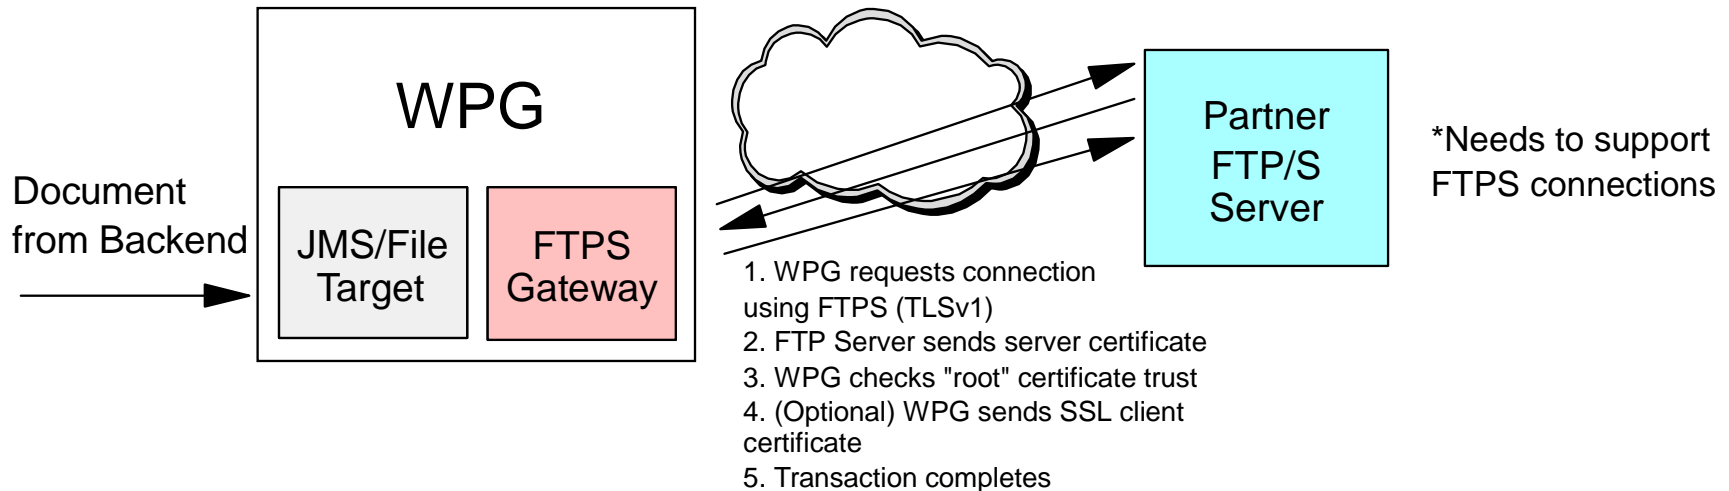 WPG
Document
from Backend
JMS/File
Target
FTPS
Gateway
Partner
FTP/S
Server
*Needs to support
FTPS connections
1. WPG requests connection
using FTPS (TLSv1)
2. FTP Server sends server certificate
3. WPG checks "root" certificate trust
4. (Optional) WPG sends SSL client
certificate
5. Transaction completes